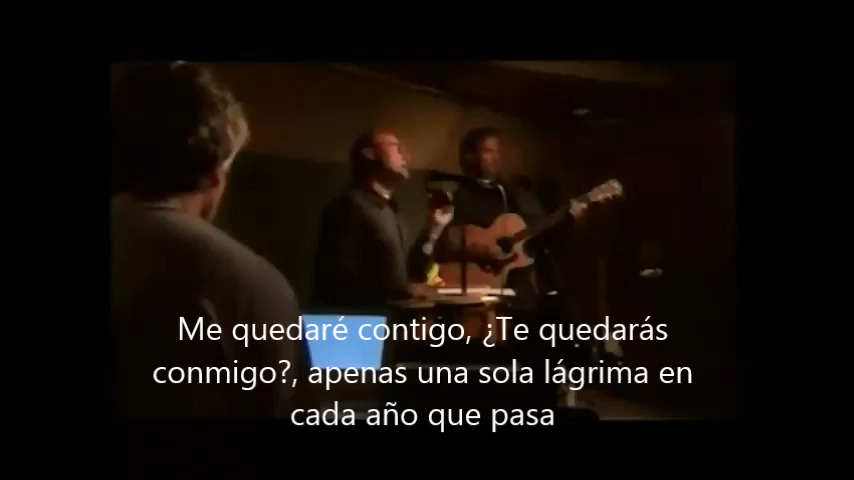 Me quedaré contigo, ¿Te quedarás
conmigo?, apenas una sola lágrima en
cada año que pasa